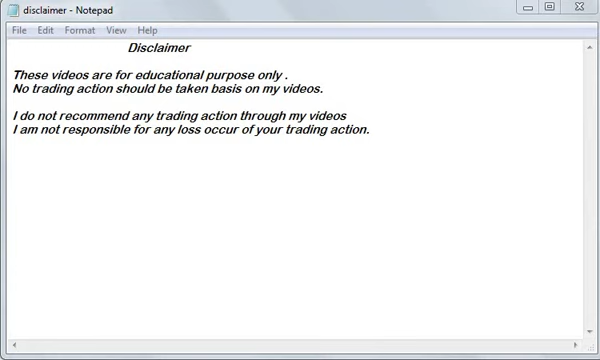 disclaimer - Notepad
File Edit Format View Help
Disclaimer
These videos are for educational purpose only .
No trading action should be taken basis on my videos.
I do not recommend any trading action through my videos
I am not responsible for any loss occur of your trading action.